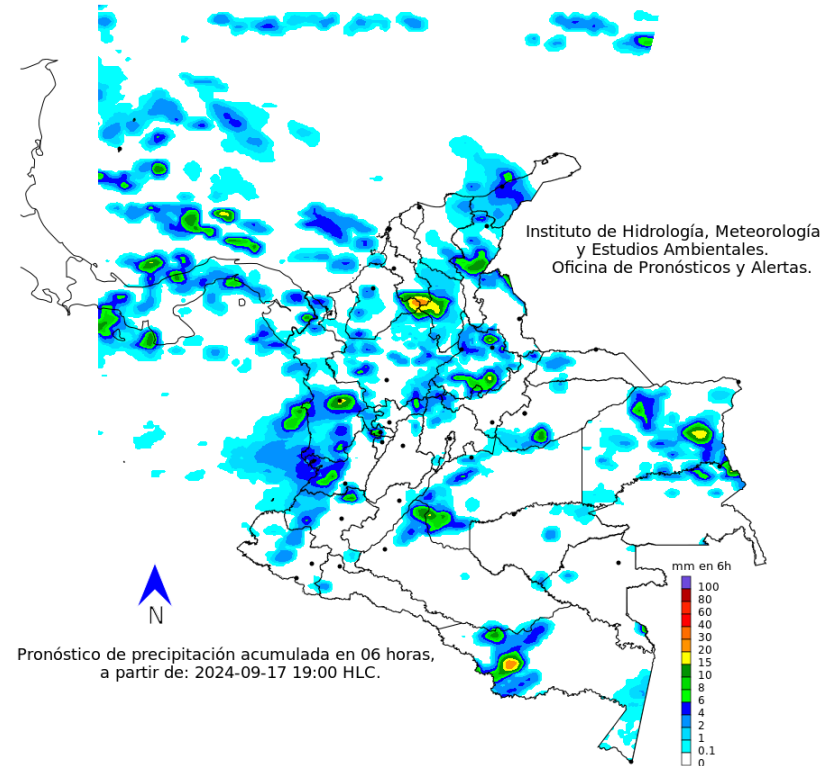 Instituto de Hidrología, Meteorología
y Estudios Ambientales.
Oficina de Pronósticos y Alertas.
mm en 6h
100
80
60
40
30
20
15
10
8
6
4
2
1
0.1
0
N
Pronóstico de precipitación acumulada en 06 horas,
a partir de: 2024-09-17 19:00 HLC.